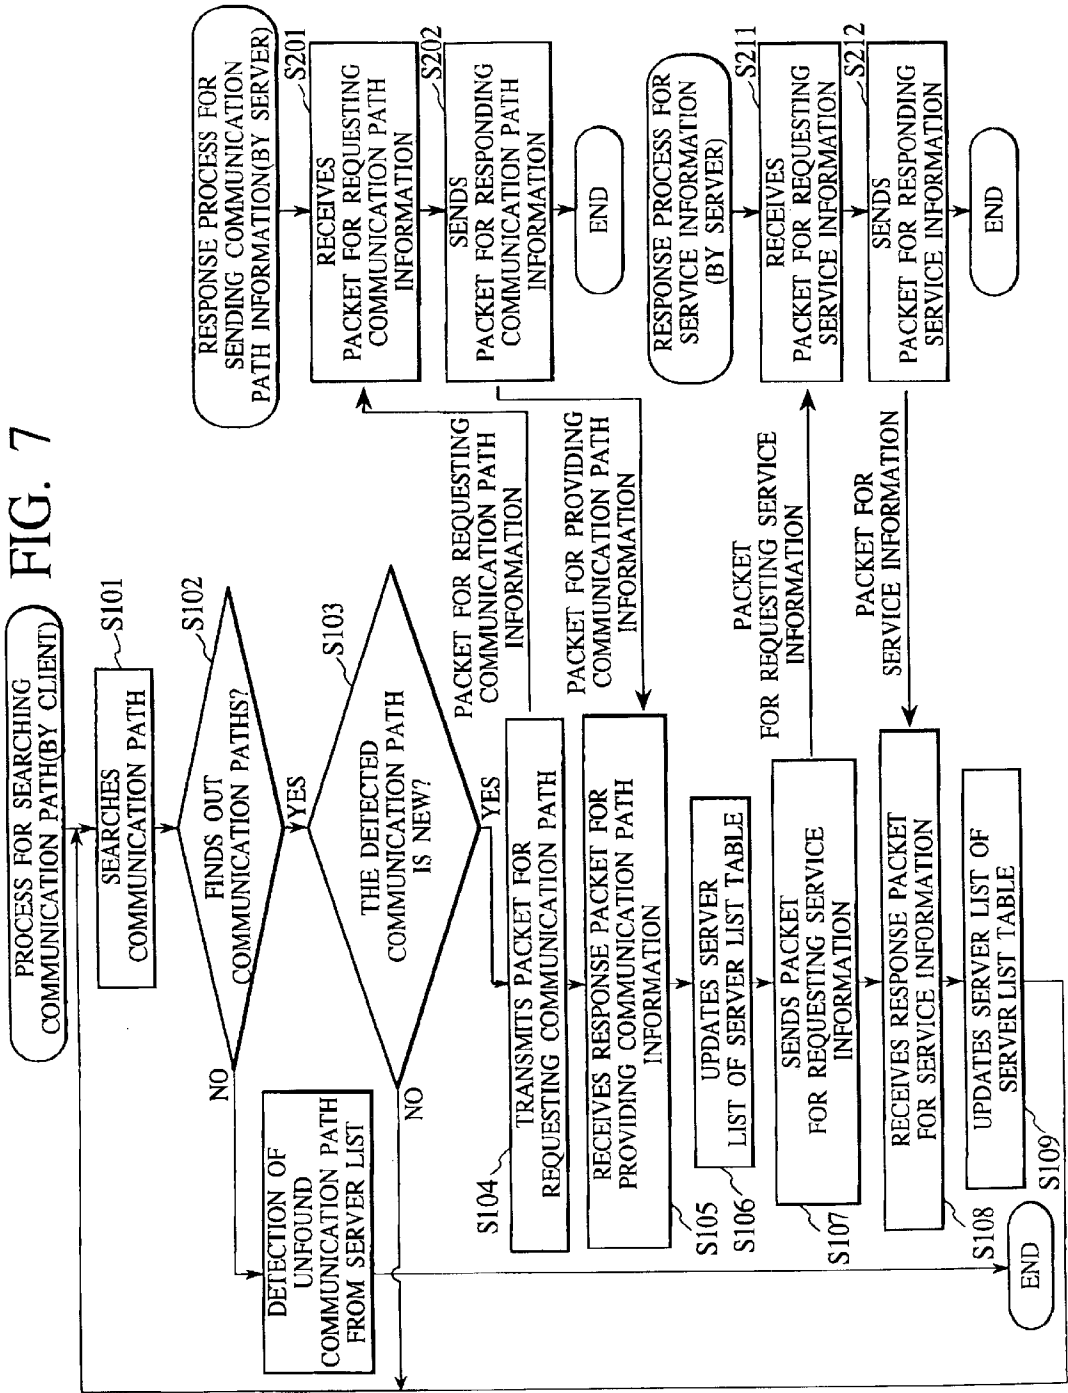 FIG. 7
PROCESS FOR SEARCHING
COMMUNICATION PATH(BY CLIENT)
SEARCHES
COMMUNICATION PATH
S101
FINDS OUT
COMMUNICATION PATHS?
S102
NO
YES
DETECTION OF
UNFOUND
COMMUNICATION PATH
FROM SERVER LIST
THE DETECTED
COMMUNICATION PATH
IS NEW?
S103
NO
YES
S104
TRANSMITS PACKET FOR
REQUESTING COMMUNICATION PATH
RECEIVES RESPONSE PACKET FOR
PROVIDING COMMUNICATION PATH
INFORMATION
S105
UPDATES SERVER
LIST OF SERVER LIST TABLE
S106
SENDS PACKET
FOR REQUESTING SERVICE
INFORMATION
S107
RECEIVES RESPONSE PACKET
FOR SERVICE INFORMATION
S108
UPDATES SERVER LIST OF
SERVER LIST TABLE
S109
END
PACKET FOR REQUESTING
COMMUNICATION PATH
INFORMATION
PACKET FOR PROVIDING
COMMUNICATION PATH
INFORMATION
PACKET
FOR REQUESTING SERVICE
INFORMATION
PACKET FOR
SERVICE INFORMATION
RESPONSE PROCESS FOR
SENDING COMMUNICATION
PATH INFORMATION(BY SERVER)
S201
RECEIVES
PACKET FOR REQUESTING
COMMUNICATION PATH
INFORMATION
S202
SENDS
PACKET FOR RESPONDING
COMMUNICATION PATH
INFORMATION
END
RESPONSE PROCESS FOR
SERVICE INFORMATION
(BY SERVER)
S211
RECEIVES
PACKET FOR REQUESTING
SERVICE INFORMATION
S212
SENDS
PACKET FOR RESPONDING
SERVICE INFORMATION
END